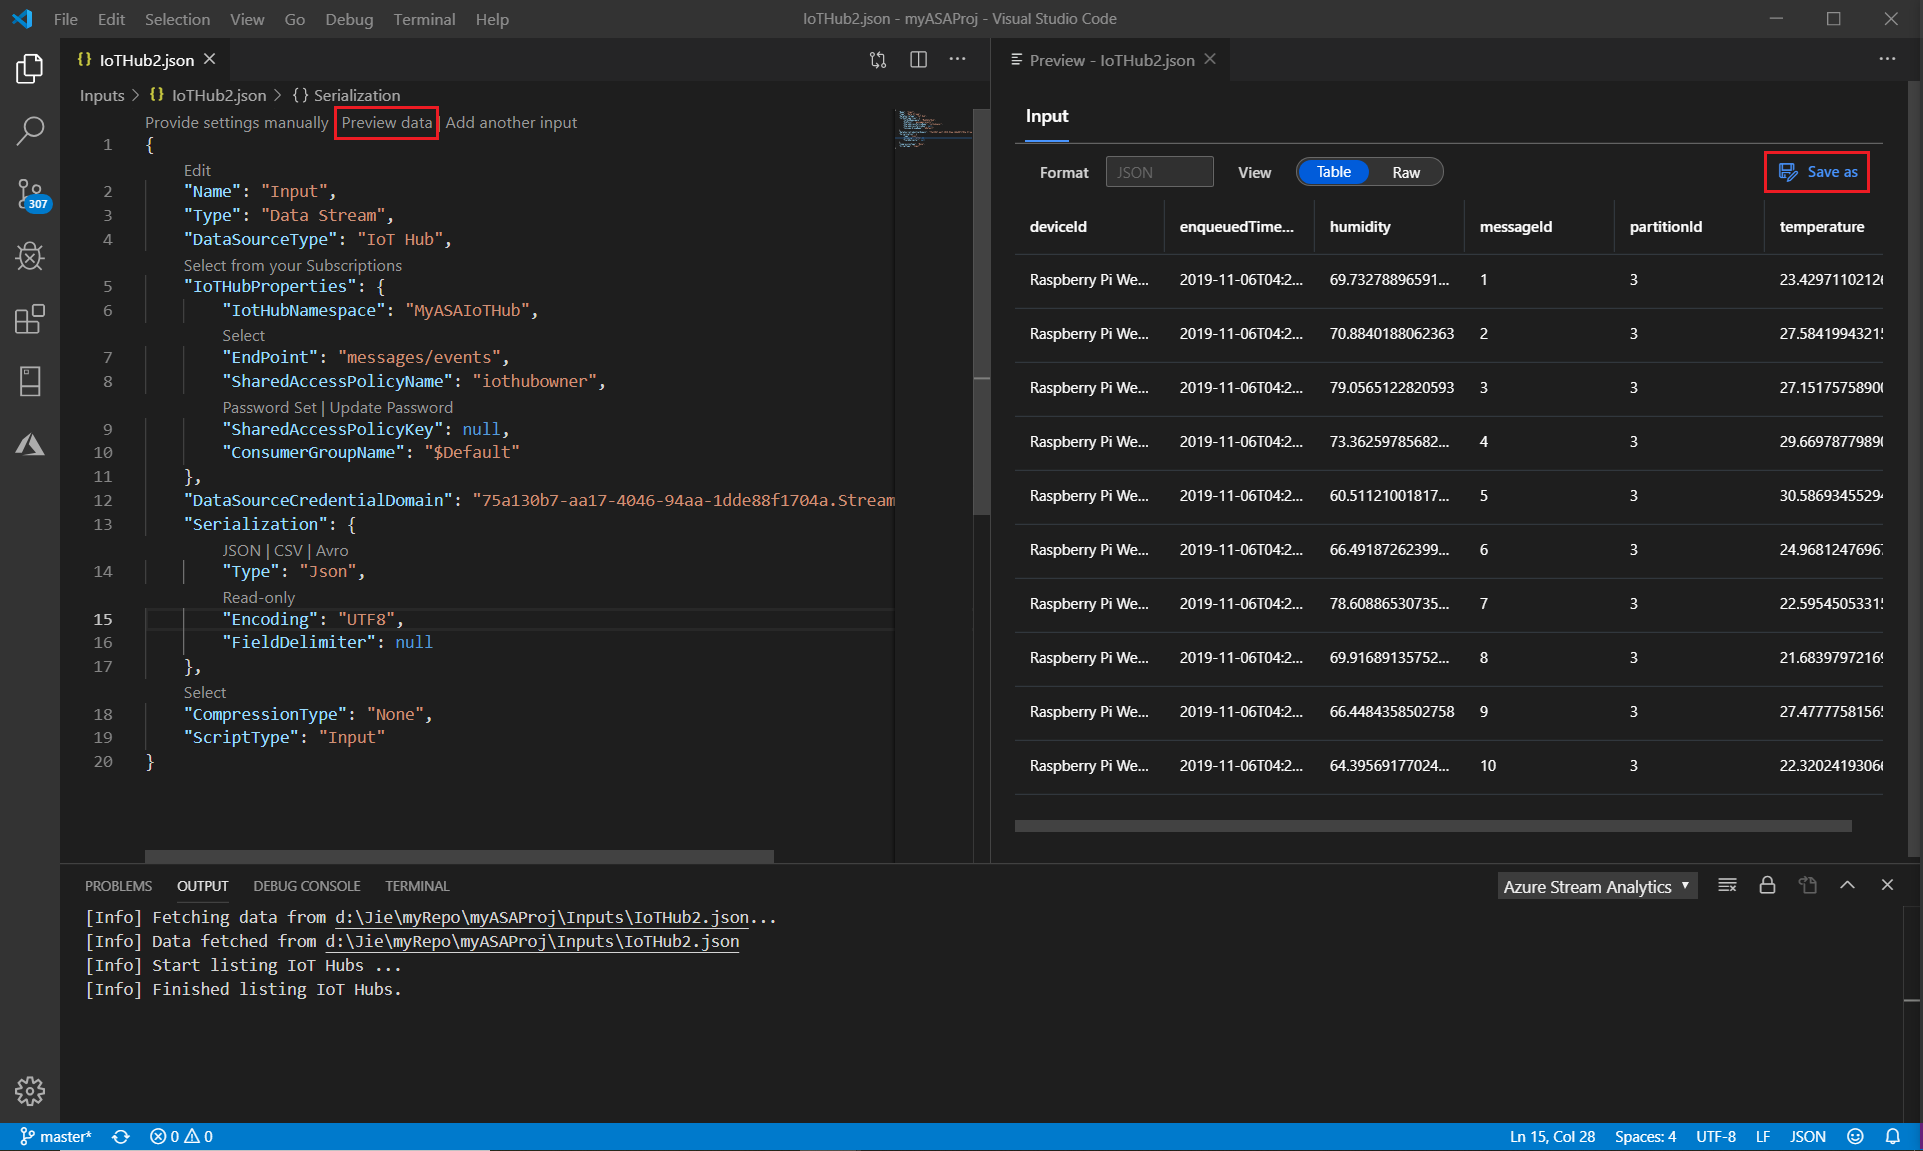 File Edit Selection View Go Debug Terminal Help
IoTHub2.json - myASAProj - Visual Studio Code
IoTHub2.json
Inputs > IoTHub2.json > {} Serialization
Provide settings manually | Preview data | Add another input
1 {
Edit
2 "Name": "Input",
3 "Type": "Data Stream",
4 "DataSourceType": "IoT Hub",
Select from your Subscriptions
5 "IoTHubProperties": {
6 "IotHubNamespace": "MyASAIoTHub",
Select
7 "EndPoint": "messages/events",
8 "SharedAccessPolicyName": "iothubowner",
Password Set | Update Password
9 "SharedAccessPolicyKey": null,
10 "ConsumerGroupName": "$Default"
11 },
12 "DataSourceCredentialDomain": "75a130b7-aa17-4046-94aa-1dde88f1704a.Stream
13 "Serialization": {
JSON | CSV | Avro
14 "Type": "Json",
Read-only
15 "Encoding": "UTF8",
16 "FieldDelimiter": null
17 },
Select
18 "CompressionType": "None",
19 "ScriptType": "Input"
20 }
307
Preview - IoTHub2.json
Input
Format JSON View Table Raw Save as
deviceId enqueuedTime... humidity messageId partitionId temperature
Raspberry Pi We... 2019-11-06T04:2... 69.73278896591... 1 3 23.42971102126
Raspberry Pi We... 2019-11-06T04:2... 70.8840188062363 2 3 27.58419943215
Raspberry Pi We... 2019-11-06T04:2... 79.0565122820593 3 3 27.15175758900
Raspberry Pi We... 2019-11-06T04:2... 73.36259785682... 4 3 29.66978779890
Raspberry Pi We... 2019-11-06T04:2... 60.51121001817... 5 3 30.58693455294
Raspberry Pi We... 2019-11-06T04:2... 66.49187262399... 6 3 24.96812476967
Raspberry Pi We... 2019-11-06T04:2... 78.60886530735... 7 3 22.59545053315
Raspberry Pi We... 2019-11-06T04:2... 69.91689135752... 8 3 21.68397972169
Raspberry Pi We... 2019-11-06T04:2... 66.4484358502758 9 3 27.47777581565
Raspberry Pi We... 2019-11-06T04:2... 64.39569177024... 10 3 22.32024193066
PROBLEMS OUTPUT DEBUG CONSOLE TERMINAL
Azure Stream Analytics
[Info] Fetching data from d:\Jie\myRepo\myASAProj\Inputs\IoTHub2.json...
[Info] Data fetched from d:\Jie\myRepo\myASAProj\Inputs\IoTHub2.json
[Info] Start listing IoT Hubs ...
[Info] Finished listing IoT Hubs.
master* 0 0
Ln 15, Col 28 Spaces: 4 UTF-8 LF JSON